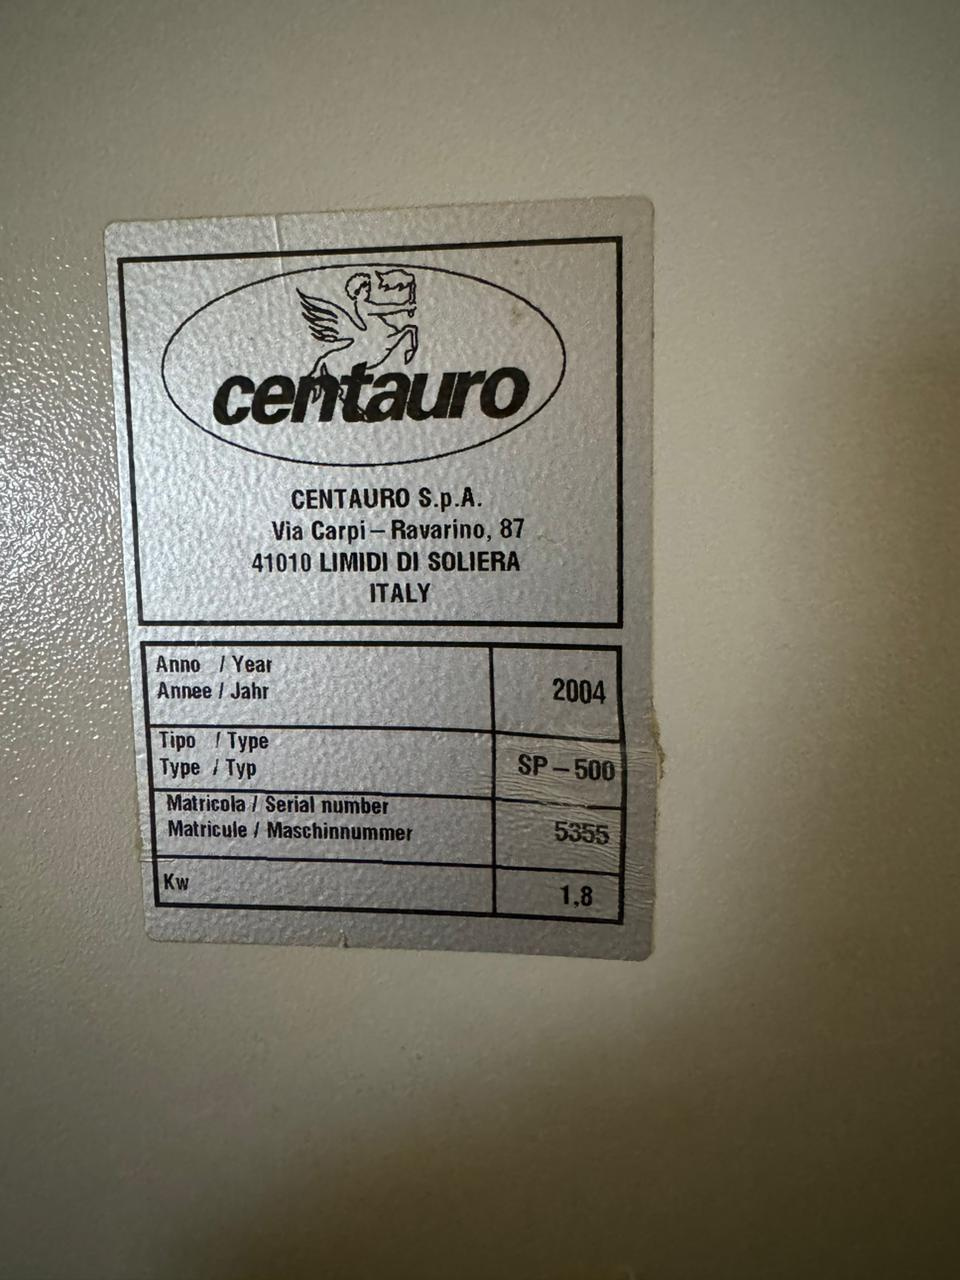 centauro
CENTAURO S.p.A.
Via Carpi – Ravarino, 87
41010 LIMIDI DI SOLIERA
ITALY
Anno / Year
Annee / Jahr
2004
Tipo / Type
Type / Typ
SP – 500
Matricola / Serial number
Matricule / Maschinnummer
5355
Kw
1,8